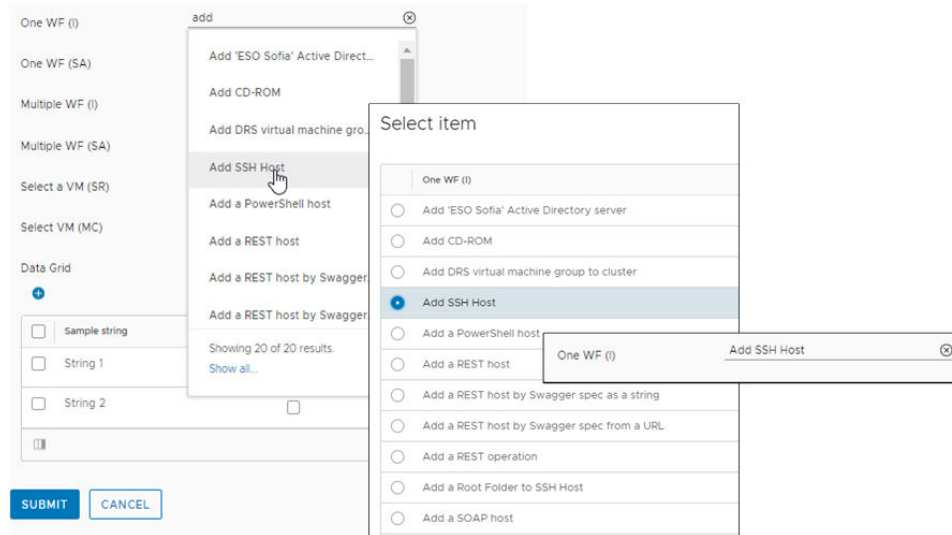 One WF (I)
add
One WF (SA)
Multiple WF (I)
Multiple WF (SA)
Select a VM (SR)
Select VM (MC)
Data Grid
Sample string
String 1
String 2
SUBMIT
CANCEL
Add 'ESO Sofia' Active Direct...
Add CD-ROM
Add DRS virtual machine gro...
Add SSH Host
Add a PowerShell host
Add a REST host
Add a REST host by Swagger
Add a REST host by Swagger
Showing 20 of 20 results.
Show all...
Select item
One WF (I)
Add 'ESO Sofia' Active Directory server
Add CD-ROM
Add DRS virtual machine group to cluster
Add SSH Host
Add a PowerShell host
Add a REST host
Add a REST host by Swagger spec as a string
Add a REST host by Swagger spec from a URL
Add a REST operation
Add a Root Folder to SSH Host
Add a SOAP host
One WF (I)
Add SSH Host